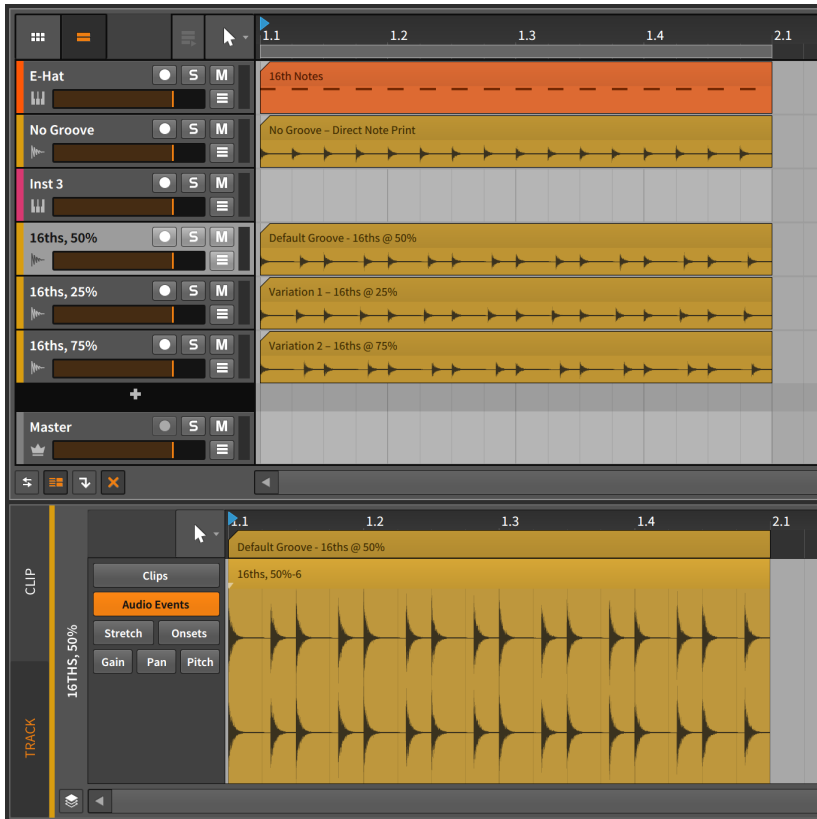 1.1 1.2 1.3 1.4 2.1
E-Hat S M
16th Notes
No Groove S M
No Groove – Direct Note Print
Inst 3 S M
16ths, 50% S M
Default Groove - 16ths @ 50%
16ths, 25% S M
Variation 1 – 16ths @ 25%
16ths, 75% S M
Variation 2 – 16ths @ 75%
Master S M
1.1 1.2 1.3 1.4 2.1
Default Groove - 16ths @ 50%
16ths, 50%-6
CLIP
TRACK
16THS, 50%
Clips
Audio Events
Stretch Onsets
Gain Pan Pitch